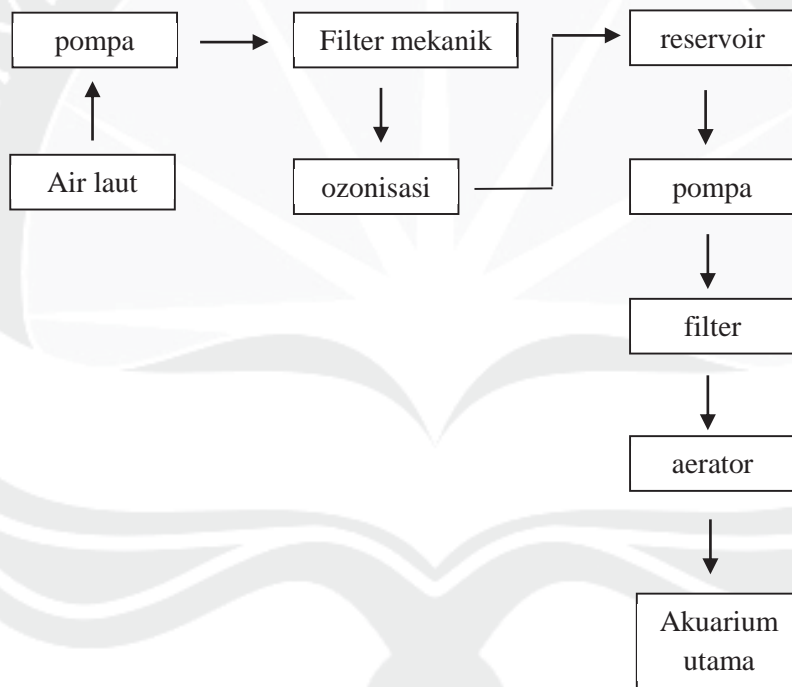 pompa
Filter mekanik
reservoir
Air laut
ozonisasi
pompa
filter
aerator
Akuarium
utama